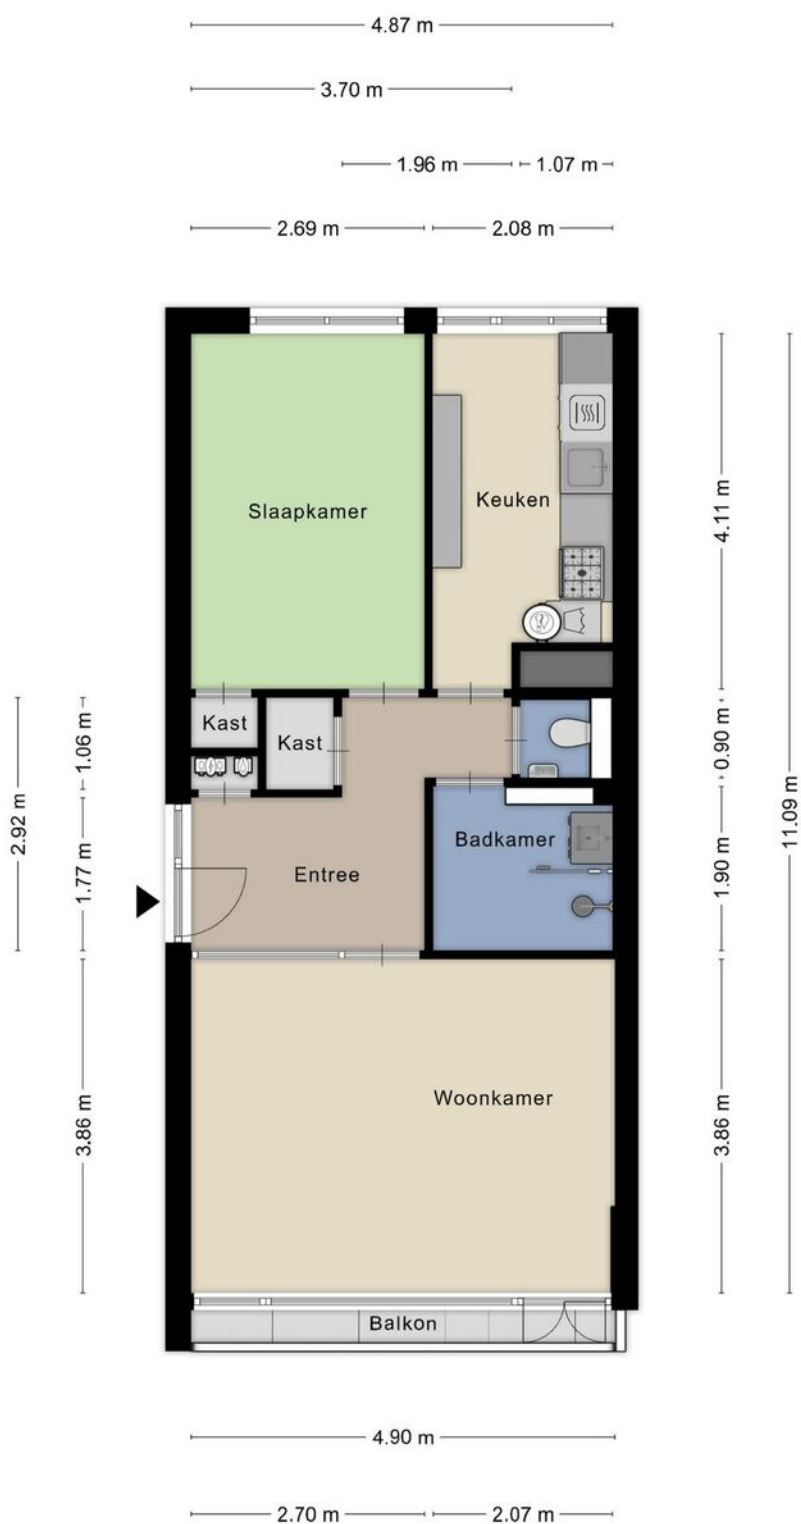 4.87 m
3.70 m
1.96 m
1.07 m
2.69 m
2.08 m
Slaapkamer
Keuken
4.11 m
Kast
Kast
1.06 m
0.90 m
2.92 m
11.09 m
Badkamer
1.77 m
1.90 m
Entree
Woonkamer
3.86 m
3.86 m
Balkon
4.90 m
2.70 m
2.07 m